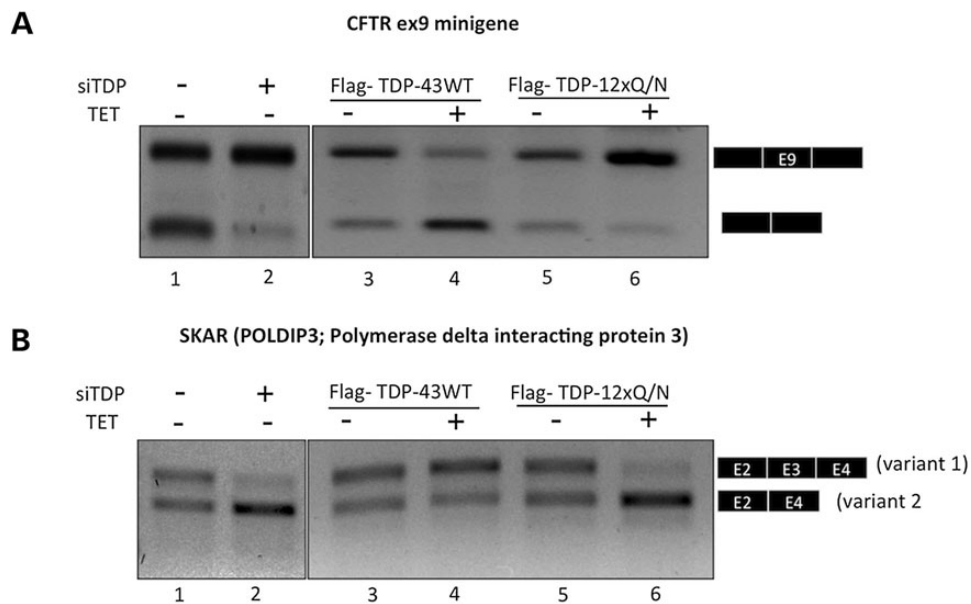 A
CFTR ex9 minigene
siTDP - + Flag- TDP-43WT Flag- TDP-12xQ/N
TET - - - + - +
E9
1 2 3 4 5 6
B
SKAR (POLDIP3; Polymerase delta interacting protein 3)
siTDP - + Flag- TDP-43WT Flag- TDP-12xQ/N
TET - - - + - +
E2 E3 E4 (variant 1)
E2 E4 (variant 2
1 2 3 4 5 6